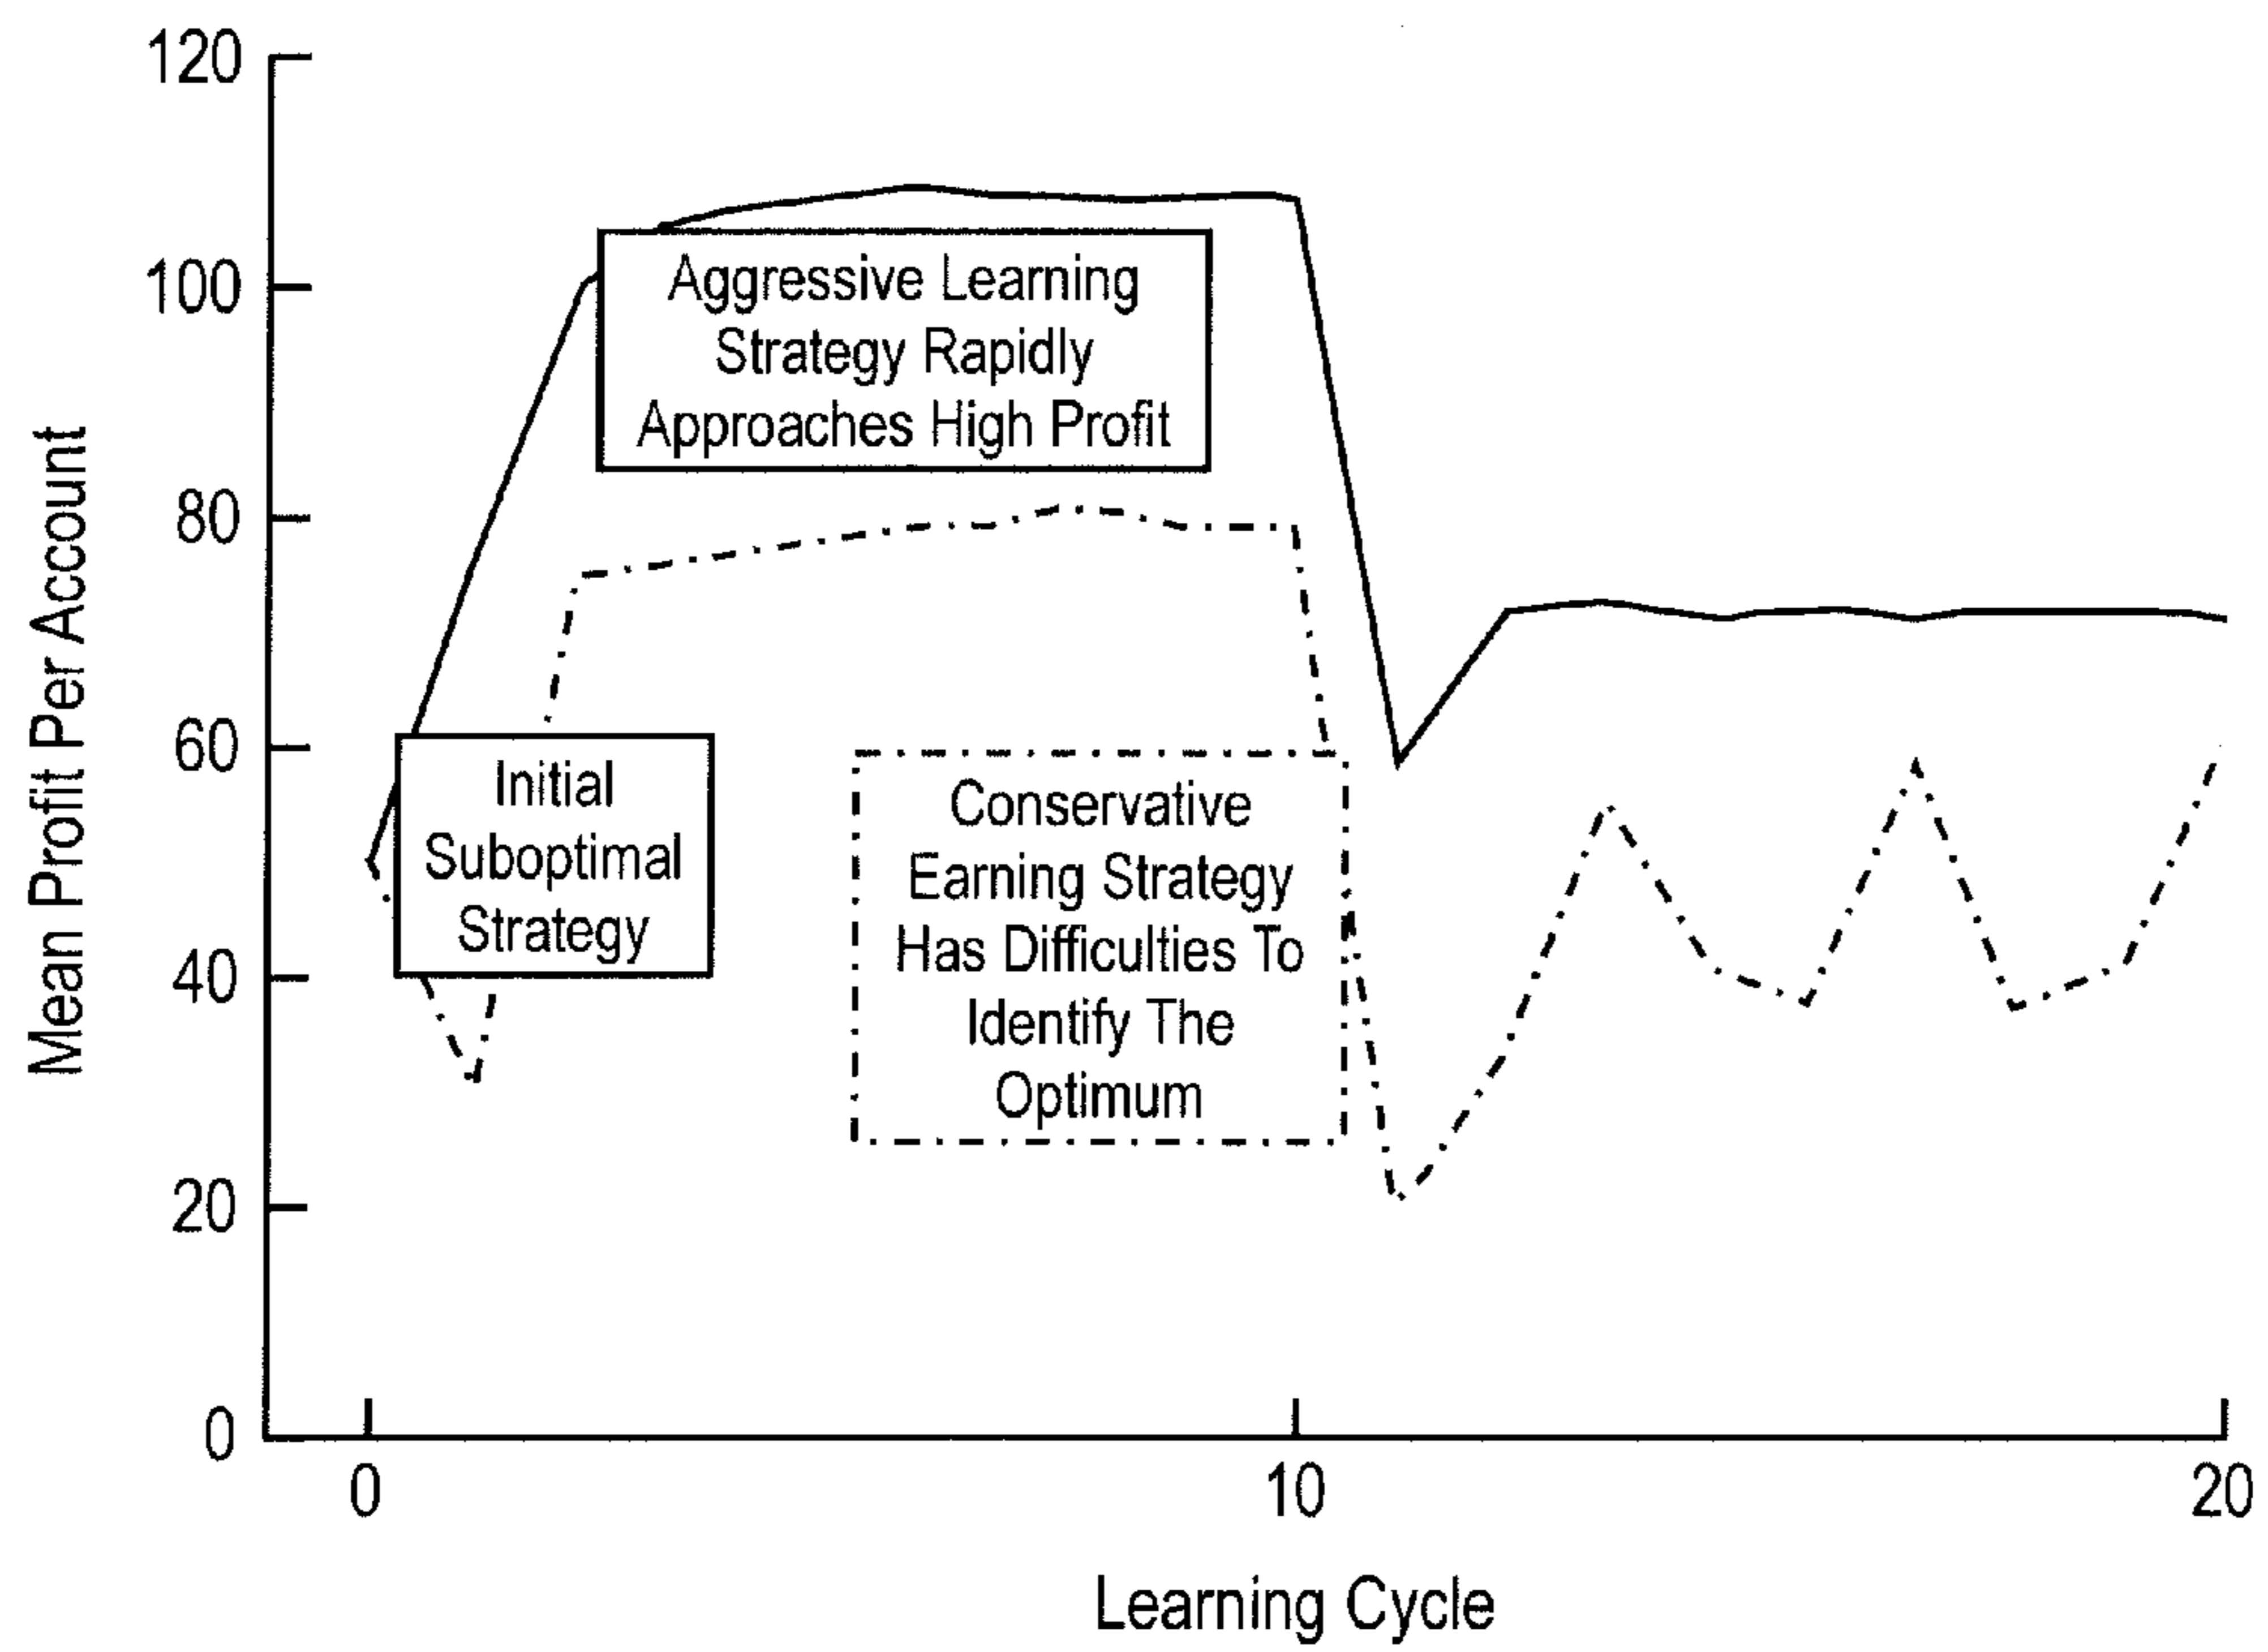 120
100
80
60
40
20
0
Mean Profit Per Account
Aggressive Learning
Strategy Rapidly
Approaches High Profit
Initial
Suboptimal
Strategy
Conservative
Earning Strategy
Has Difficulties To
Identify The
Optimum
0
10
20
Learning Cycle